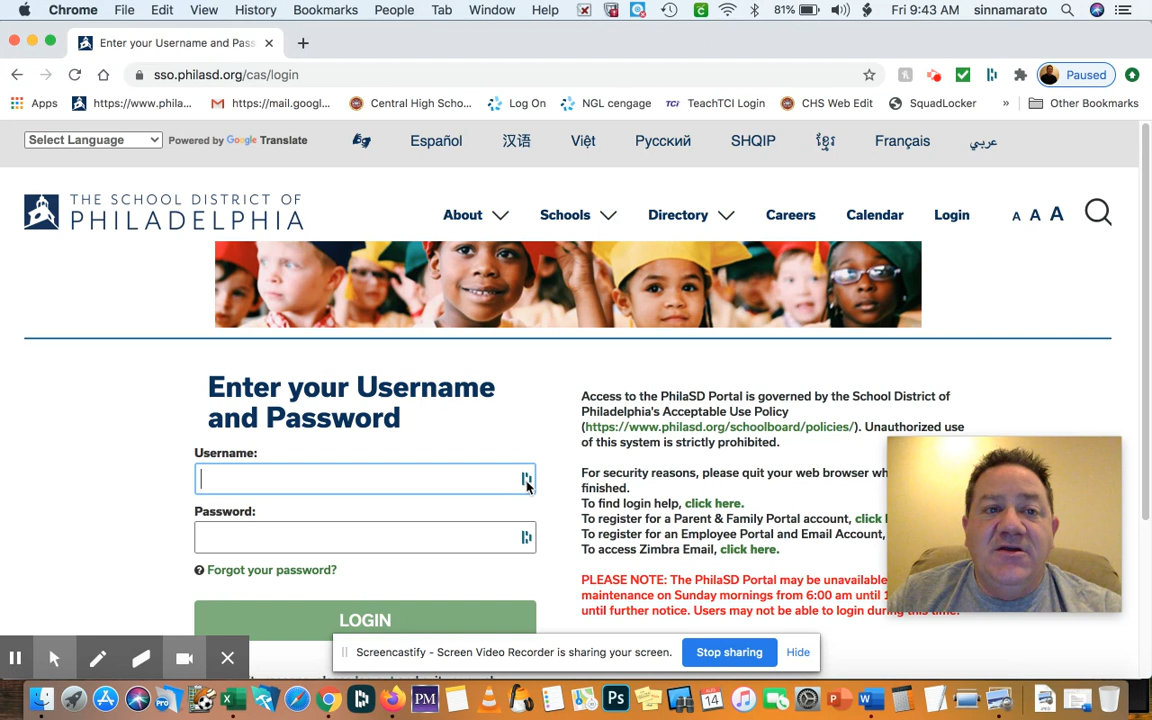 Chrome File Edit View History Bookmarks People Tab Window Help 81% Fri 9:43 AM sinnamarato
Enter your Username and Pass
sso.philasd.org/cas/login Paused
Apps https://www.phila... https://mail.googl... Central High Scho... Log On NGL cengage TCI TeachTCI Login CHS Web Edit SquadLocker » Other Bookmarks
Select Language Powered by Google Translate Español 汉语 Việt Русский SHQIP ខ្មែរ Français عربي
THE SCHOOL DISTRICT OF
PHILADELPHIA
About Schools Directory Careers Calendar Login A A A
Enter your Username
and Password
Username:
Password:
Forgot your password?
LOGIN
Access to the PhilaSD Portal is governed by the School District of
Philadelphia's Acceptable Use Policy
(https://www.philasd.org/schoolboard/policies/). Unauthorized use
of this system is strictly prohibited.
For security reasons, please quit your web browser wh
finished.
To find login help, click here.
To register for a Parent & Family Portal account, click
To register for an Employee Portal and Email Account,
To access Zimbra Email, click here.
PLEASE NOTE: The PhilaSD Portal may be unavailable
maintenance on Sunday mornings from 6:00 am until
until further notice. Users may not be able to login during this time.
Screencastify - Screen Video Recorder is sharing your screen. Stop sharing Hide
PM Ps 14